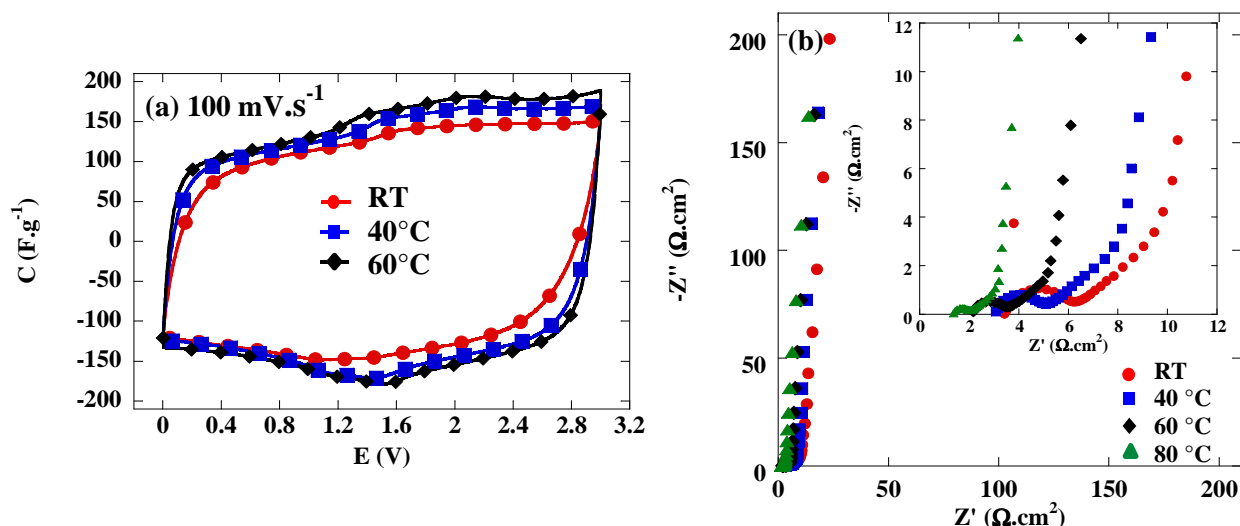 (a) 100 mV.s-1
C (F.g-1)
200
150
100
50
0
-50
-100
-150
-200
RT
40°C
60°C
0 0.4 0.8 1.2 1.6 2 2.4 2.8 3.2
E (V)
(b)
-Z'' (Ω.cm2)
200
150
100
50
0
0 50 100 150 200
Z' (Ω.cm2)
-Z'' (Ω.cm2)
12
10
8
6
4
2
0
0 2 4 6 8 10 12
Z' (Ω.cm2)
RT
40 °C
60 °C
80 °C